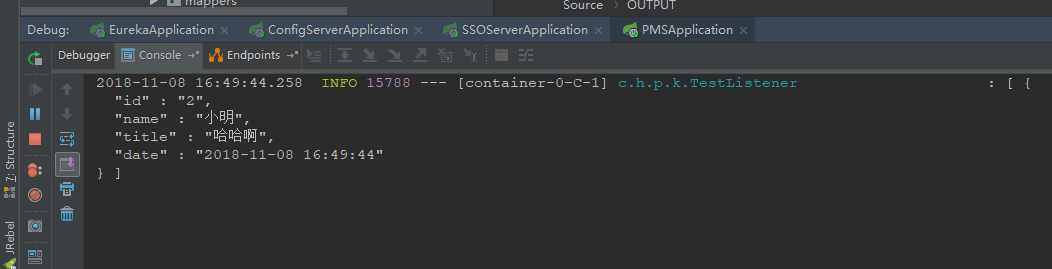 mappers
Source › OUTPUT
Debug: EurekaApplication × ConfigServerApplication × SSOServerApplication × PMSApplication ×
Debugger Console Endpoints
2018-11-08 16:49:44.258 INFO 15788 --- [container-0-C-1] c.h.p.k.TestListener : [ {
"id" : "2",
"name" : "小明",
"title" : "哈哈啊",
"date" : "2018-11-08 16:49:44"
} ]
7: Structure
JRebel